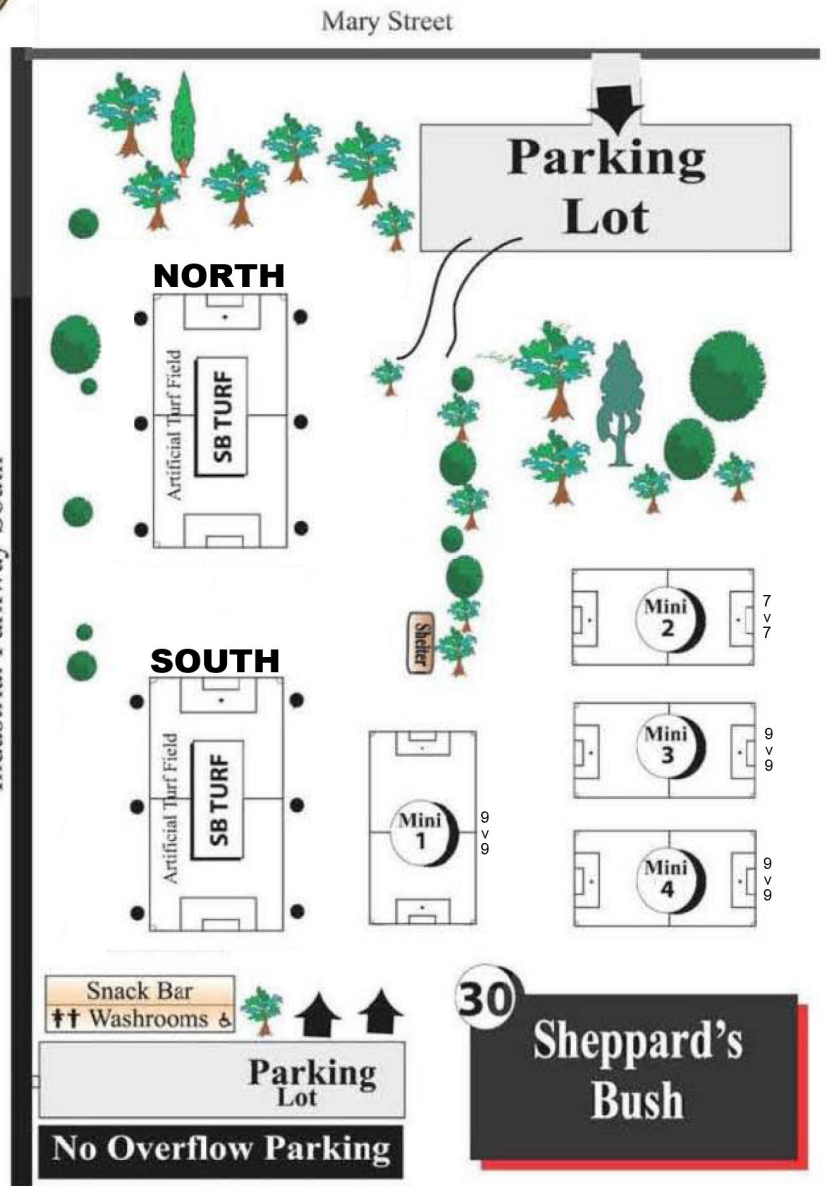 Mary Street
Parking
Lot
NORTH
Artificial Turf Field
SB TURF
Shelter
Mini
2
7
v
7
SOUTH
Artificial Turf Field
SB TURF
Mini
1
9
v
9
Mini
3
9
v
9
Mini
4
9
v
9
Snack Bar
Washrooms
Parking
Lot
No Overflow Parking
30
Sheppard's
Bush